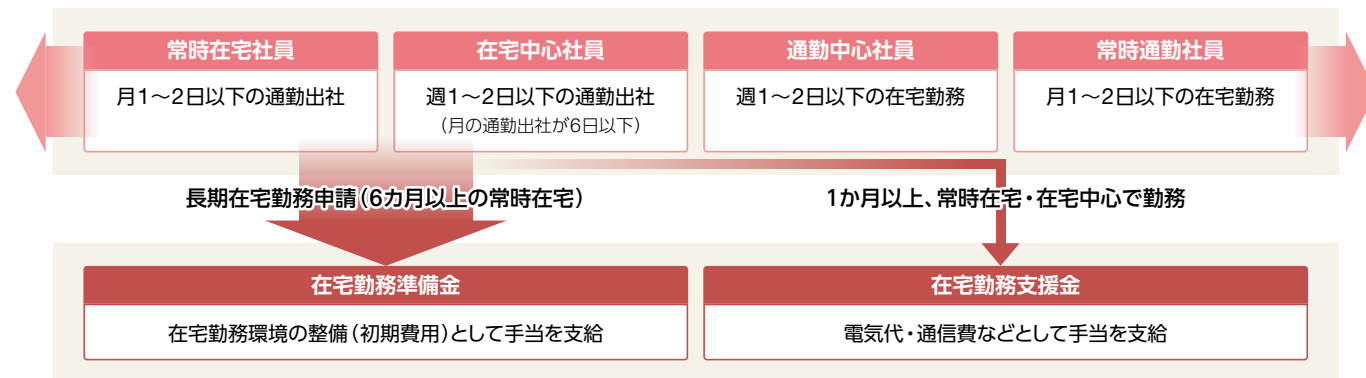 常時在宅社員
月1〜2日以下の通勤出社
在宅中心社員
週1〜2日以下の通勤出社
（月の通勤出社が6日以下）
通勤中心社員
週1〜2日以下の在宅勤務
常時通勤社員
月1〜2日以下の在宅勤務
長期在宅勤務申請（6カ月以上の常時在宅）
1か月以上、常時在宅・在宅中心で勤務
在宅勤務準備金
在宅勤務環境の整備（初期費用）として手当を支給
在宅勤務支援金
電気代・通信費などとして手当を支給